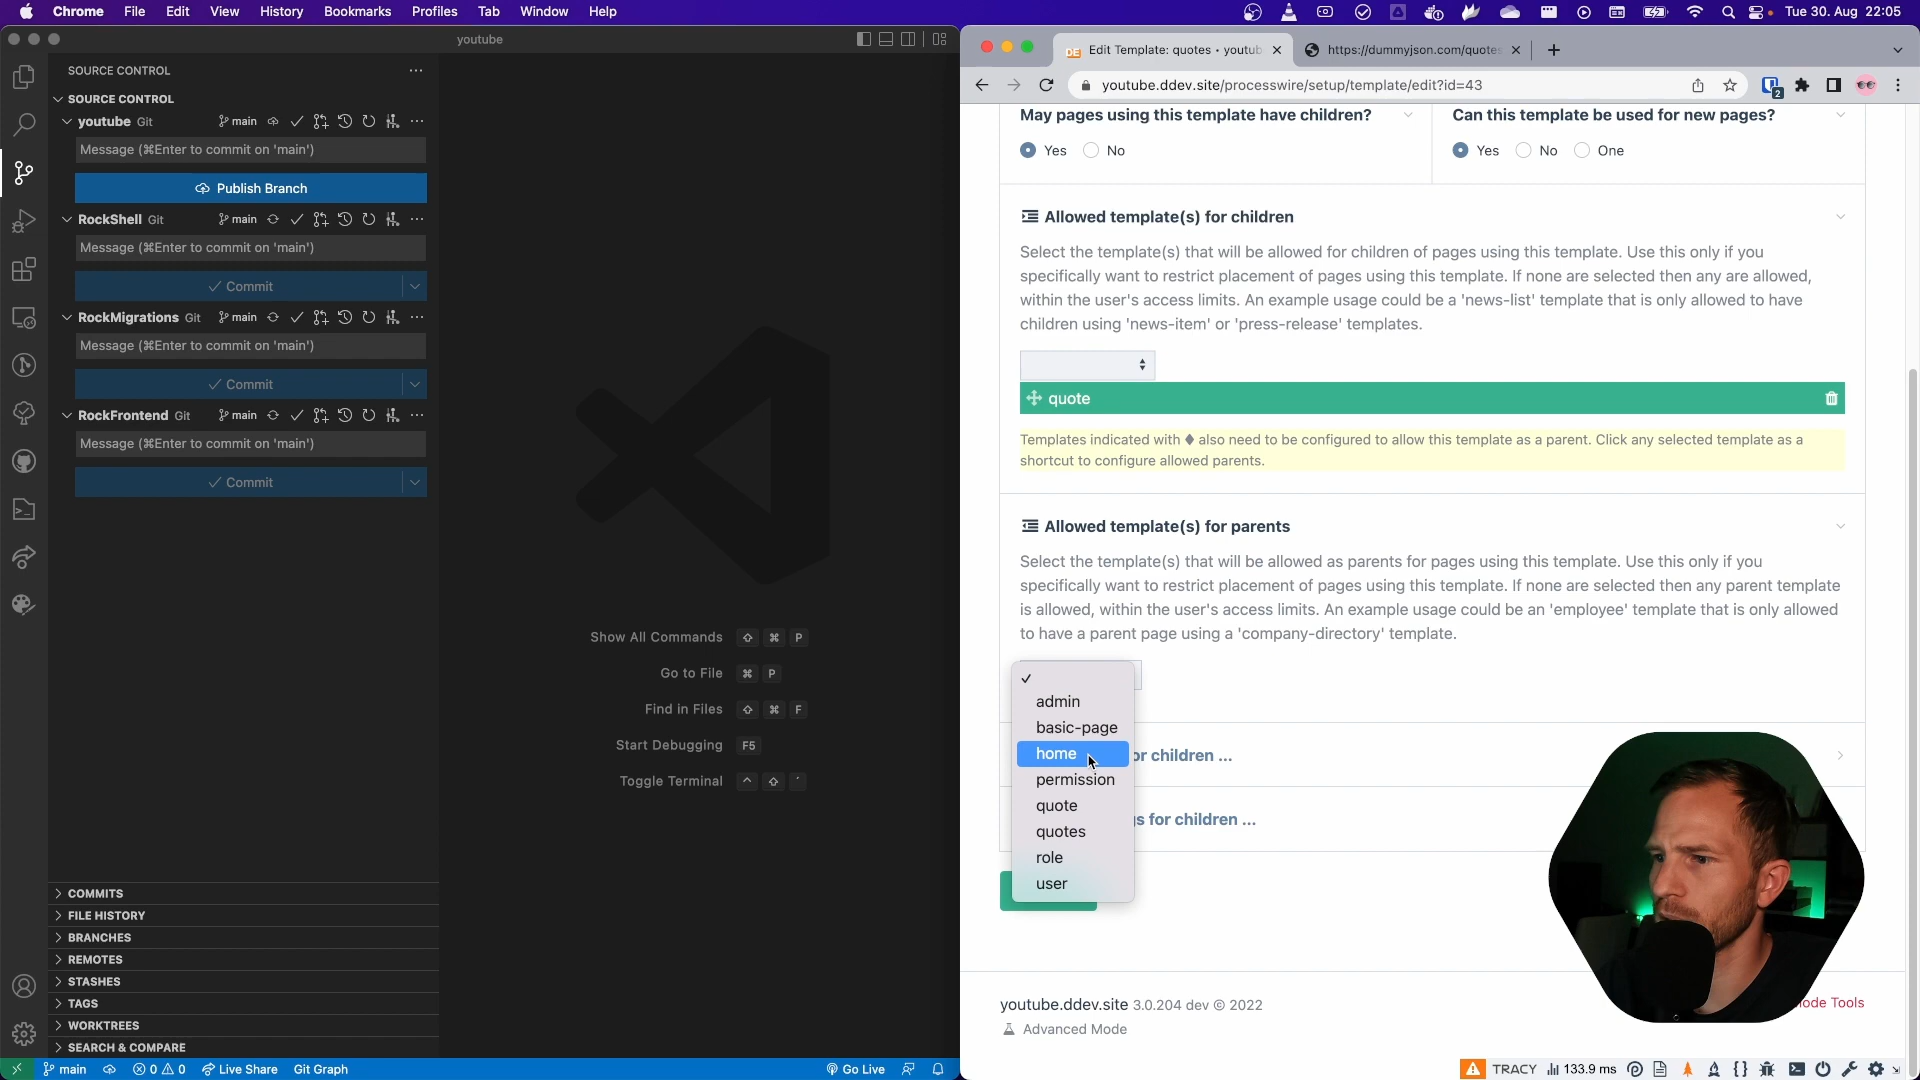 Chrome File Edit View History Bookmarks Profiles Tab Window Help
Tue 30. Aug 22:05
youtube
SOURCE CONTROL
SOURCE CONTROL
youtube Git main
Message (⌘Enter to commit on 'main')
Publish Branch
RockShell Git main
Message (⌘Enter to commit on 'main')
Commit
RockMigrations Git main
Message (⌘Enter to commit on 'main')
Commit
RockFrontend Git main
Message (⌘Enter to commit on 'main')
Commit
Show All Commands ⇧ ⌘ P
Go to File ⌘ P
Find in Files ⇧ ⌘ F
Start Debugging F5
Toggle Terminal ^ ⇧ `
COMMITS
FILE HISTORY
BRANCHES
REMOTES
STASHES
TAGS
WORKTREES
SEARCH & COMPARE
main 0 0 Live Share Git Graph Go Live
Edit Template: quotes • youtub
https://dummyjson.com/quotes
youtube.ddev.site/processwire/setup/template/edit?id=43
2
May pages using this template have children?
Yes No
Can this template be used for new pages?
Yes No One
Allowed template(s) for children
Select the template(s) that will be allowed for children of pages using this template. Use this only if you
specifically want to restrict placement of pages using this template. If none are selected then any are allowed,
within the user's access limits. An example usage could be a 'news-list' template that is only allowed to have
children using 'news-item' or 'press-release' templates.
quote
Templates indicated with ♦ also need to be configured to allow this template as a parent. Click any selected template as a
shortcut to configure allowed parents.
Allowed template(s) for parents
Select the template(s) that will be allowed as parents for pages using this template. Use this only if you
specifically want to restrict placement of pages using this template. If none are selected then any parent template
is allowed, within the user's access limits. An example usage could be an 'employee' template that is only allowed
to have a parent page using a 'company-directory' template.
admin
basic-page
home
permission
quote
quotes
role
user
or children ...
s for children ...
youtube.ddev.site 3.0.204 dev © 2022
Advanced Mode
ode Tools
TRACY 133.9 ms